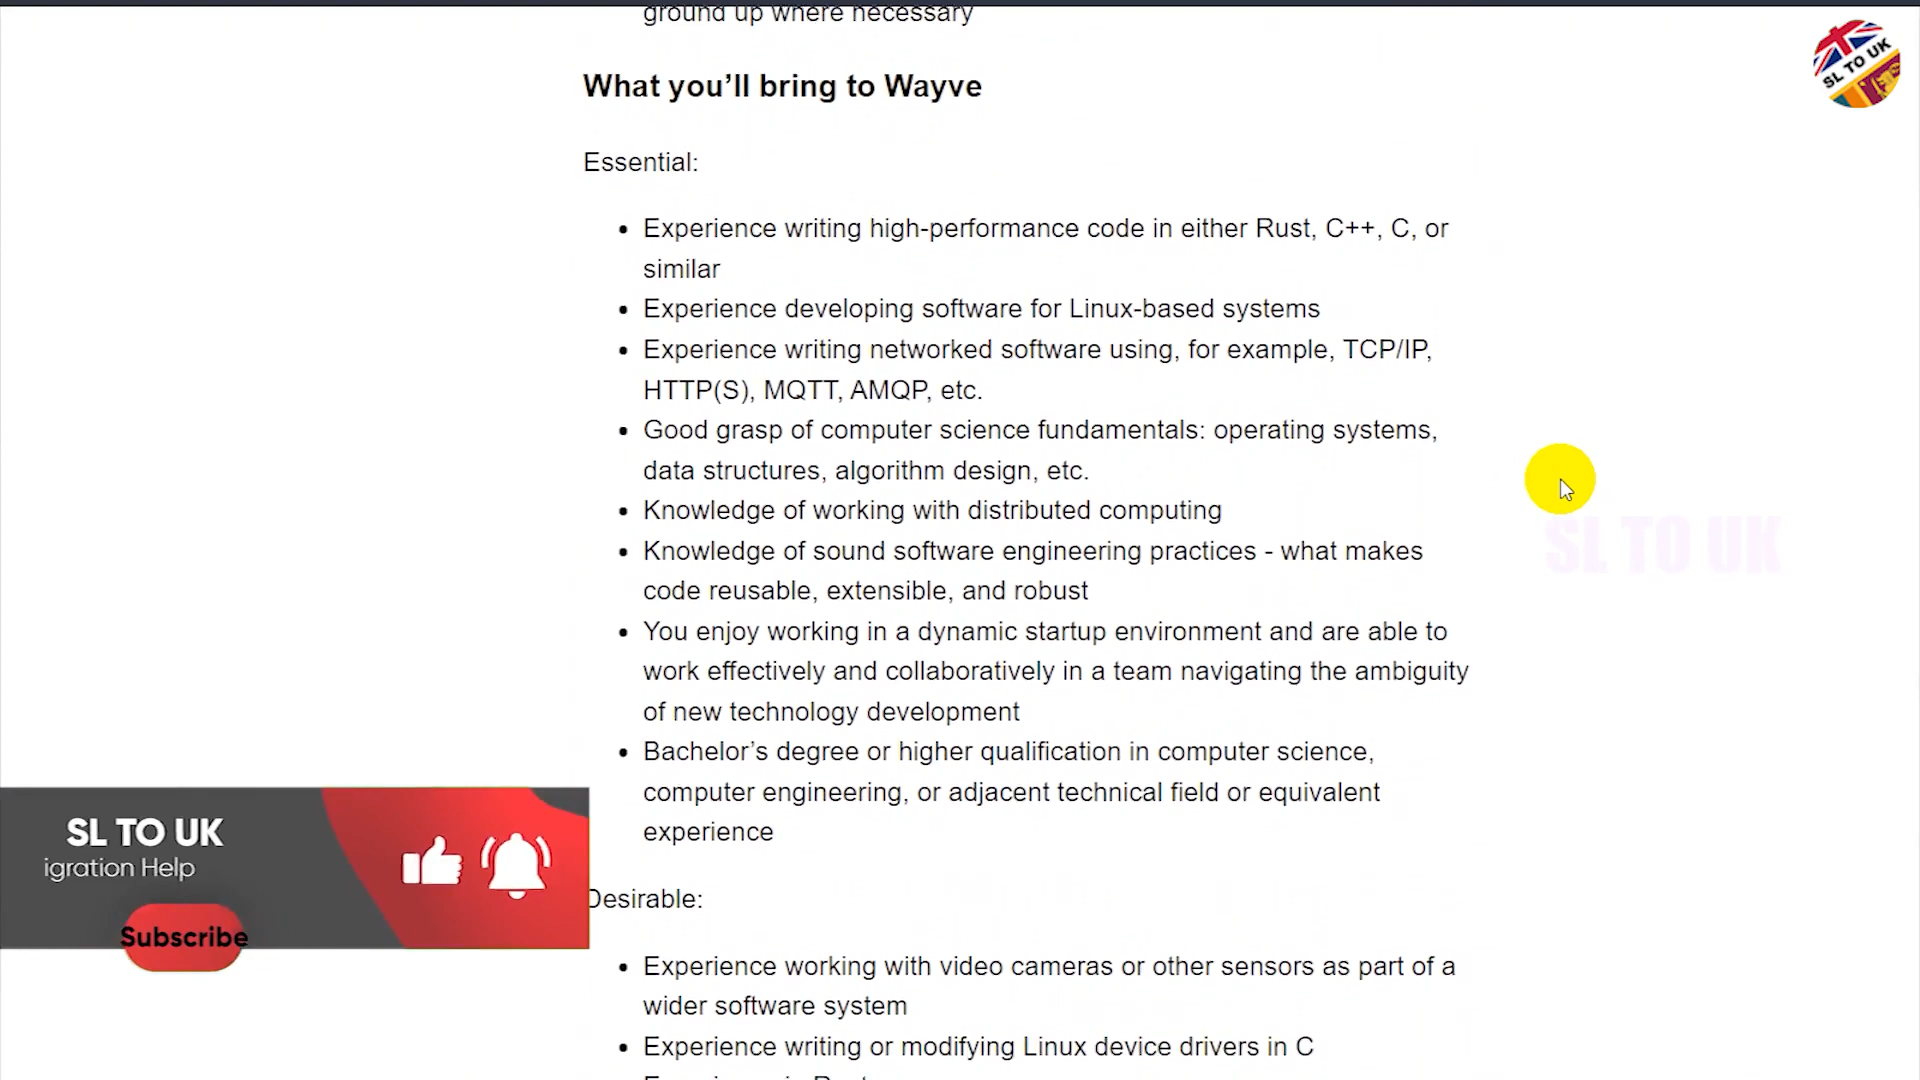 ground up where necessary
SL TO UK
What you’ll bring to Wayve
Essential:
Experience writing high-performance code in either Rust, C++, C, or
similar
Experience developing software for Linux-based systems
Experience writing networked software using, for example, TCP/IP,
HTTP(S), MQTT, AMQP, etc.
Good grasp of computer science fundamentals: operating systems,
data structures, algorithm design, etc.
Knowledge of working with distributed computing
SL TO UK
Knowledge of sound software engineering practices - what makes
code reusable, extensible, and robust
You enjoy working in a dynamic startup environment and are able to
work effectively and collaboratively in a team navigating the ambiguity
of new technology development
Bachelor’s degree or higher qualification in computer science,
computer engineering, or adjacent technical field or equivalent
experience
SL TO UK
igration Help
Subscribe
Desirable:
Experience working with video cameras or other sensors as part of a
wider software system
Experience writing or modifying Linux device drivers in C